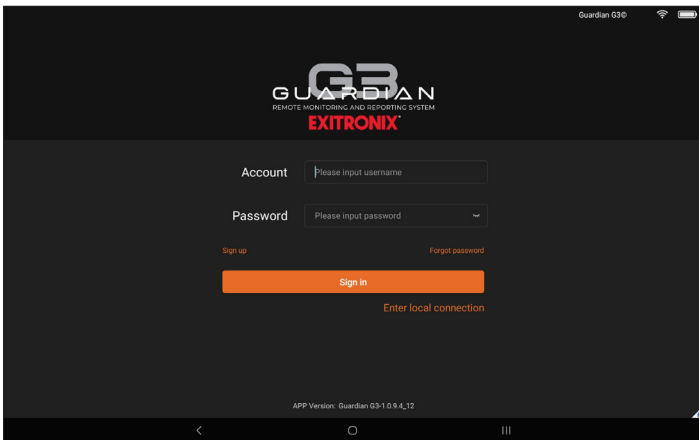 Guardian G3©
G3
GUARDIAN
REMOTE MONITORING AND REPORTING SYSTEM
EXITRONIX
Account
Please input username
Password
Please input password
Sign up
Forgot password
Sign in
Enter local connection
APP Version: Guardian G3-1.0.9.4_12